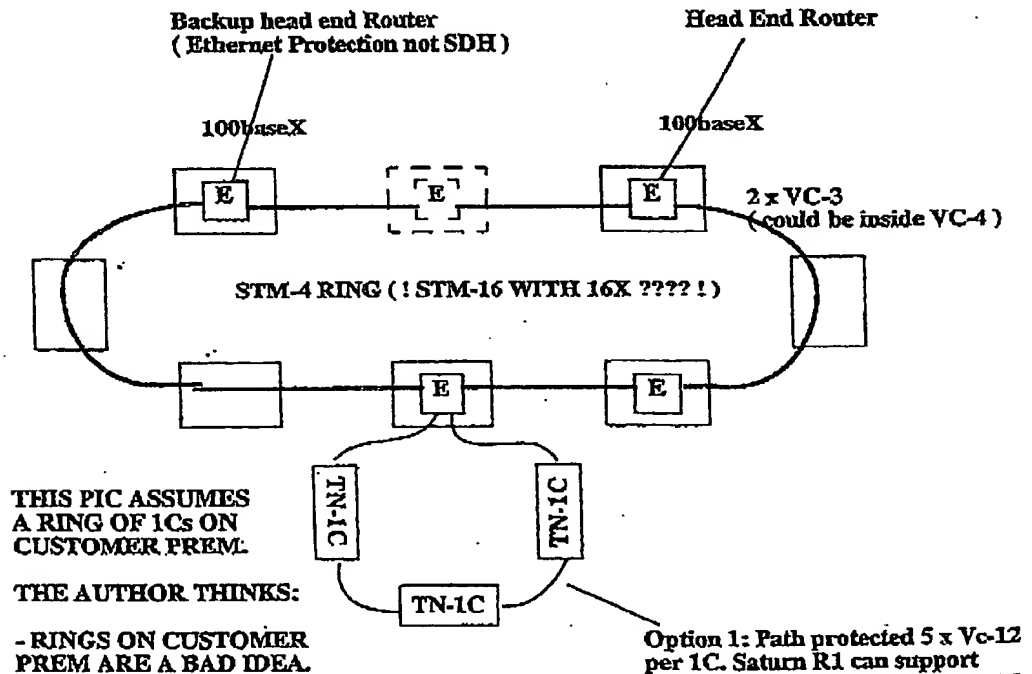 Backup head end Router
( Ethernet Protection not SDH )
Head End Router
100baseX
100baseX
E
E
E
2 x VC-3
( could be inside VC-4 )
STM-4 RING ( ! STM-16 WITH 16X ???? ! )
E
E
TN-1C
TN-1C
TN-1C
THIS PIC ASSUMES
A RING OF 1Cs ON
CUSTOMER PREM.
THE AUTHOR THINKS:
- RINGS ON CUSTOMER
PREM ARE A BAD IDEA.
Option 1: Path protected 5 x Vc-12
per 1C. Saturn R1 can support